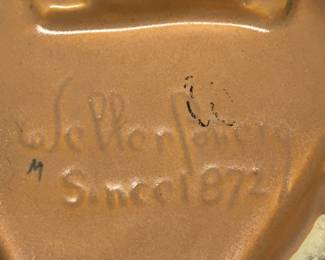 Weller Pottery
M
Since 1872